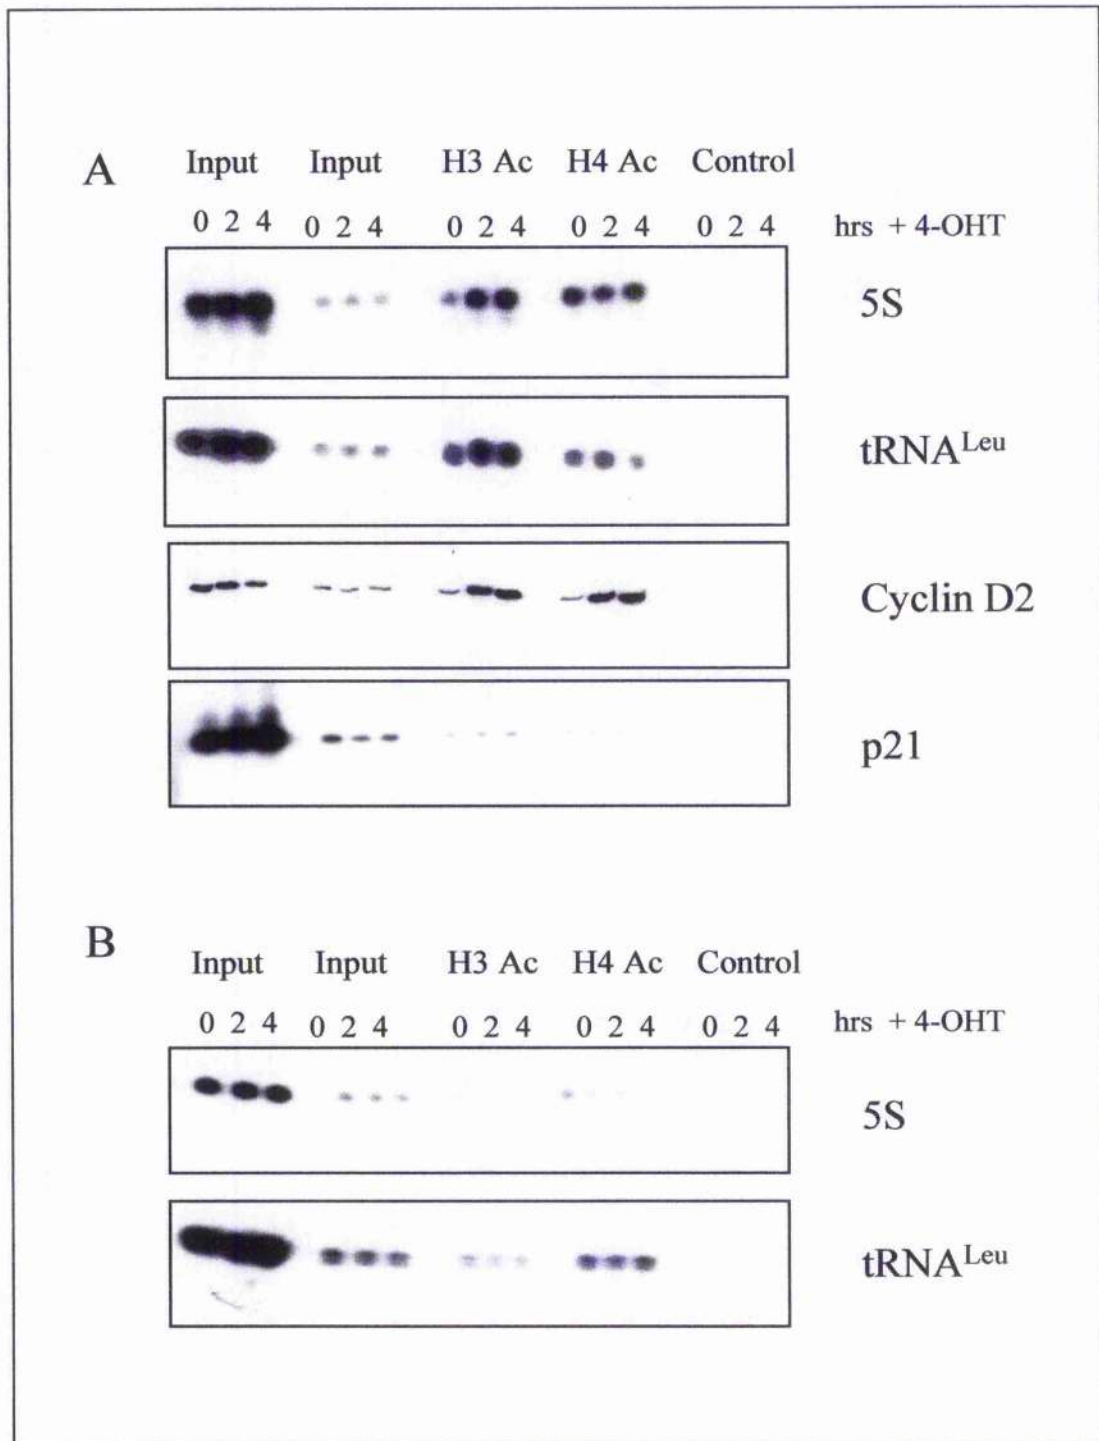 A
Input Input H3 Ac H4 Ac Control
0 2 4 0 2 4 0 2 4 0 2 4 0 2 4 hrs + 4-OHT
5S
tRNA^Leu
Cyclin D2
p21
B
Input Input H3 Ac H4 Ac Control
0 2 4 0 2 4 0 2 4 0 2 4 0 2 4 hrs + 4-OHT
5S
tRNA^Leu